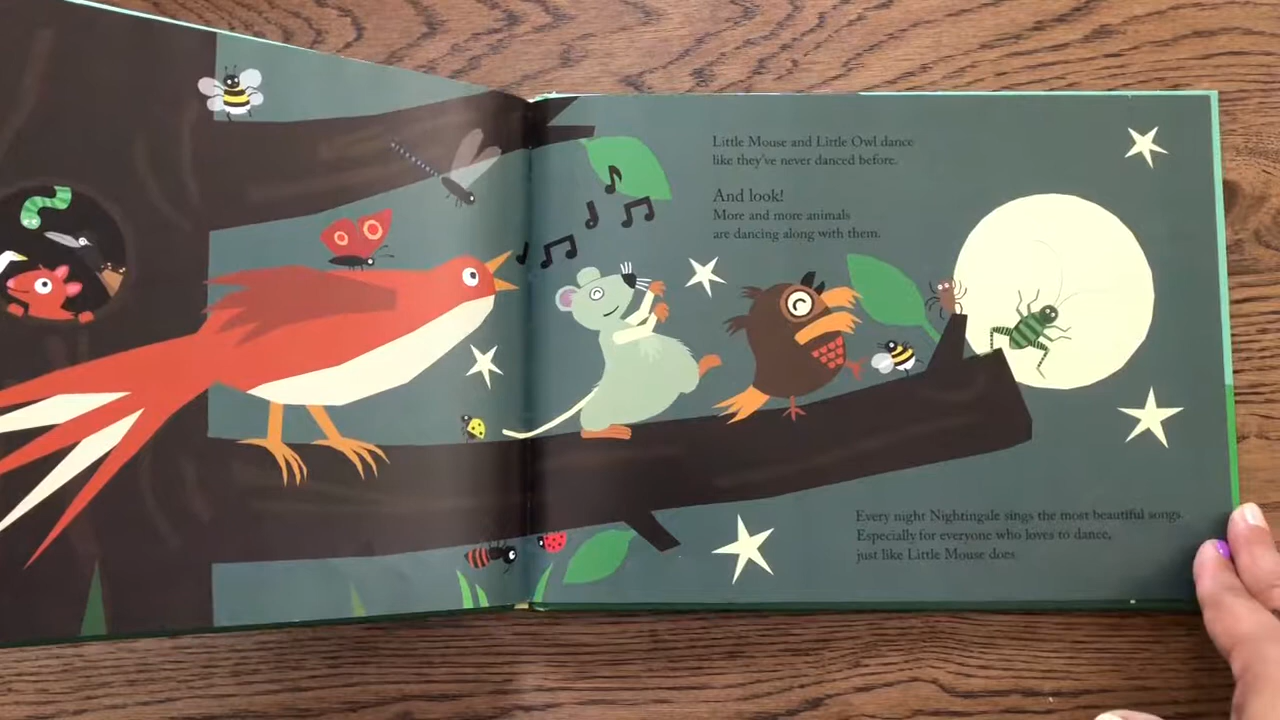 Little Mouse and Little Owl dance
like they've never danced before.
And look!
More and more animals
are dancing along with them.
Every night Nightingale sings the most beautiful songs.
Especially for everyone who loves to dance,
just like Little Mouse does.